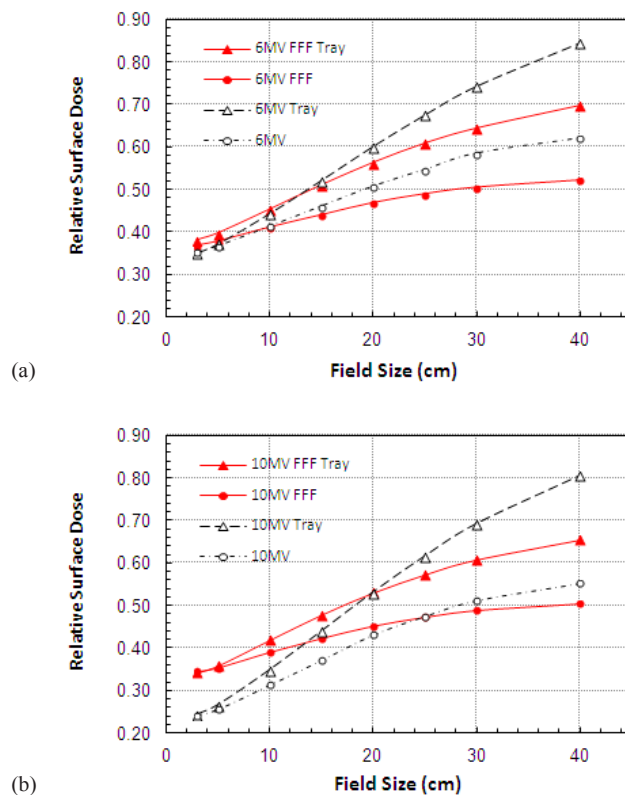 0.90
0.80
0.70
0.60
0.50
0.40
0.30
0.20
Relative Surface Dose
6MV FFF Tray
6MV FFF
6MV Tray
6MV
0 10 20 30 40
Field Size (cm)
(a)
0.90
0.80
0.70
0.60
0.50
0.40
0.30
0.20
Relative Surface Dose
10MV FFF Tray
10MV FFF
10MV Tray
10MV
0 10 20 30 40
Field Size (cm)
(b)